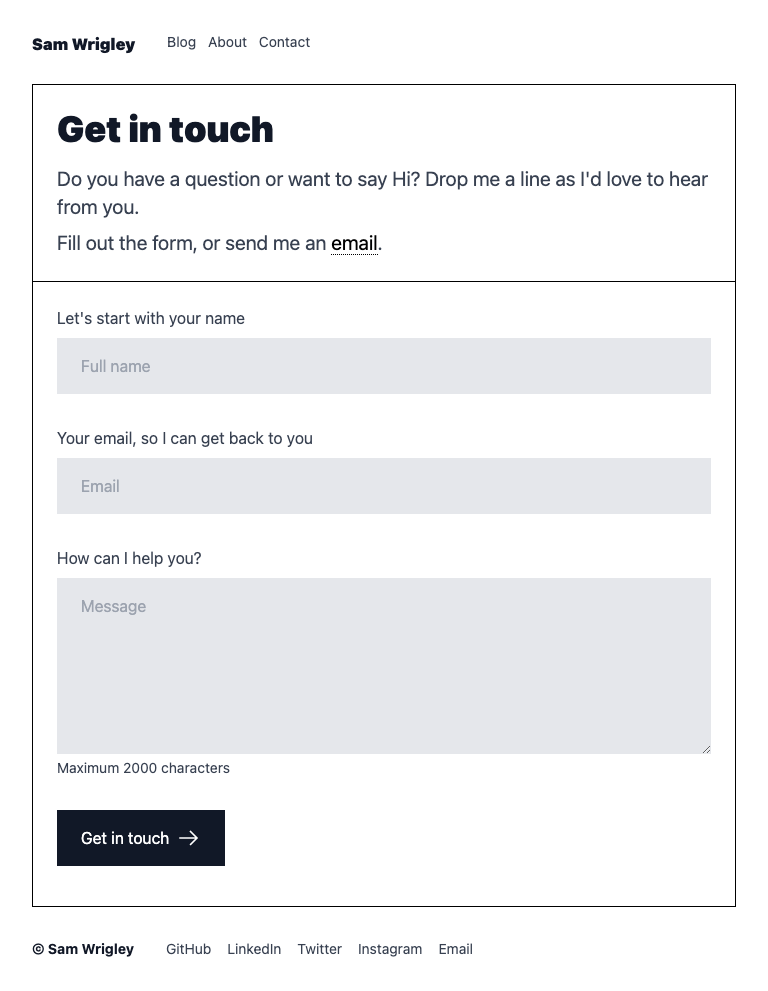 Sam Wrigley Blog About Contact
Get in touch
Do you have a question or want to say Hi? Drop me a line as I'd love to hear
from you.
Fill out the form, or send me an email.
Let's start with your name
Full name
Your email, so I can get back to you
Email
How can I help you?
Message
Maximum 2000 characters
Get in touch →
© Sam Wrigley GitHub LinkedIn Twitter Instagram Email